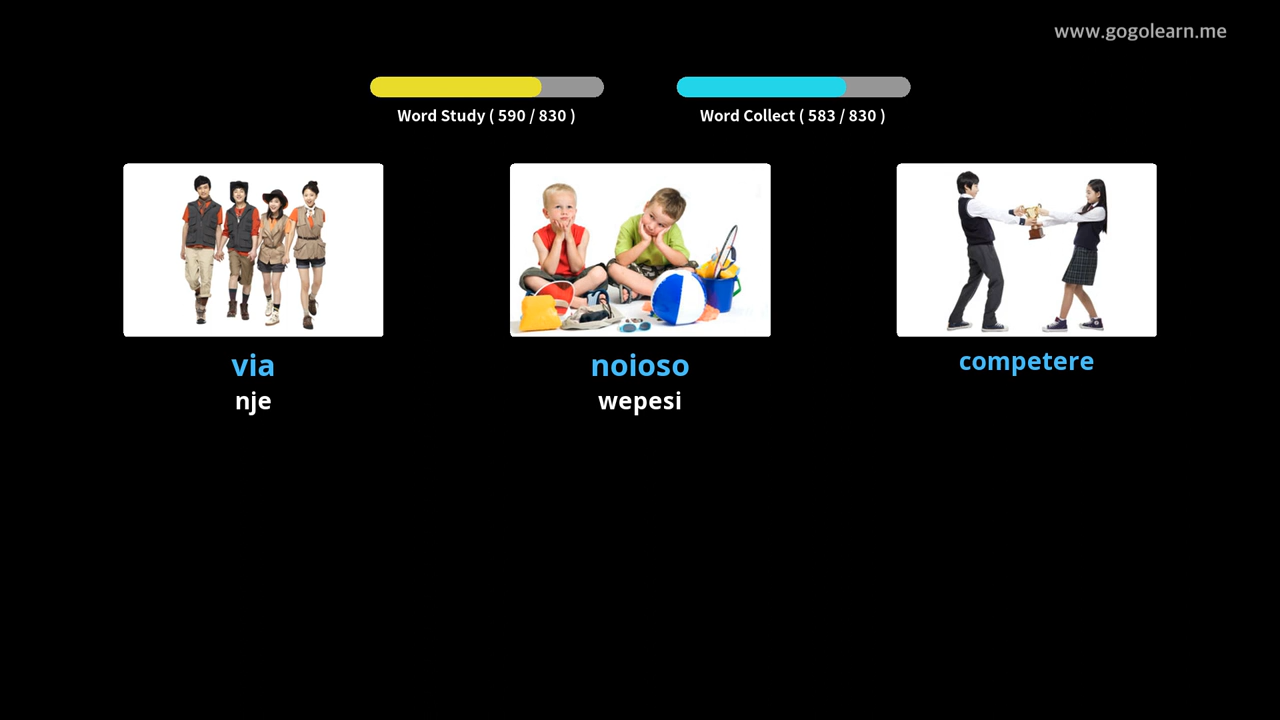 www.gogolearn.me
Word Study ( 590 / 830 )
Word Collect ( 583 / 830 )
via
nje
noioso
wepesi
competere